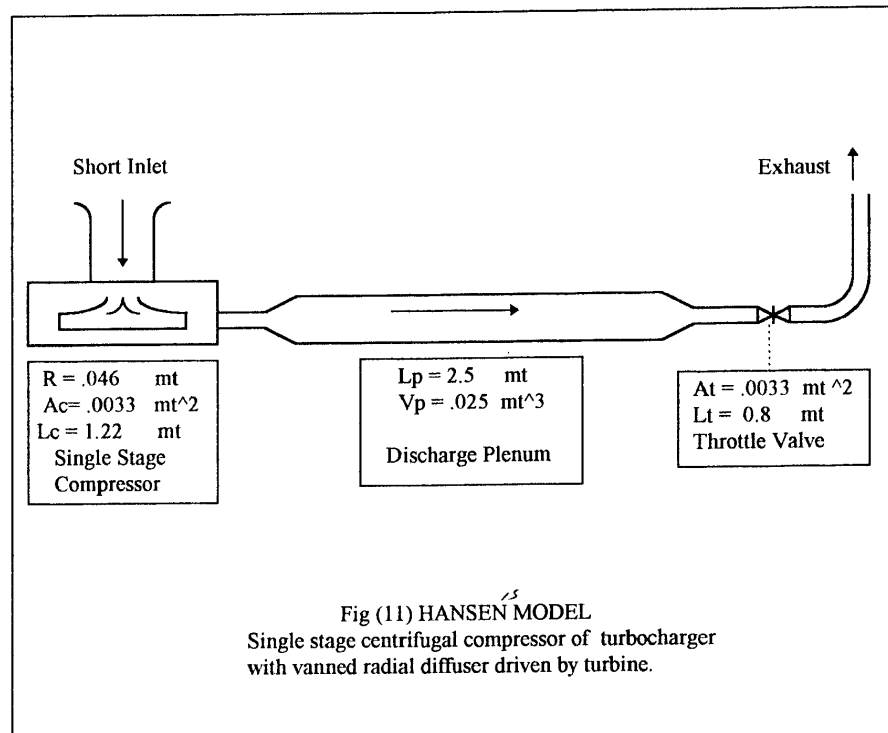 Short Inlet
Exhaust
R = .046 mt
Ac= .0033 mt^2
Lc = 1.22 mt
Single Stage
Compressor
Lp = 2.5 mt
Vp = .025 mt^3
Discharge Plenum
At = .0033 mt ^2
Lt = 0.8 mt
Throttle Valve
Fig (11) HANSEN 's MODEL
Single stage centrifugal compressor of turbocharger
with vanned radial diffuser driven by turbine.